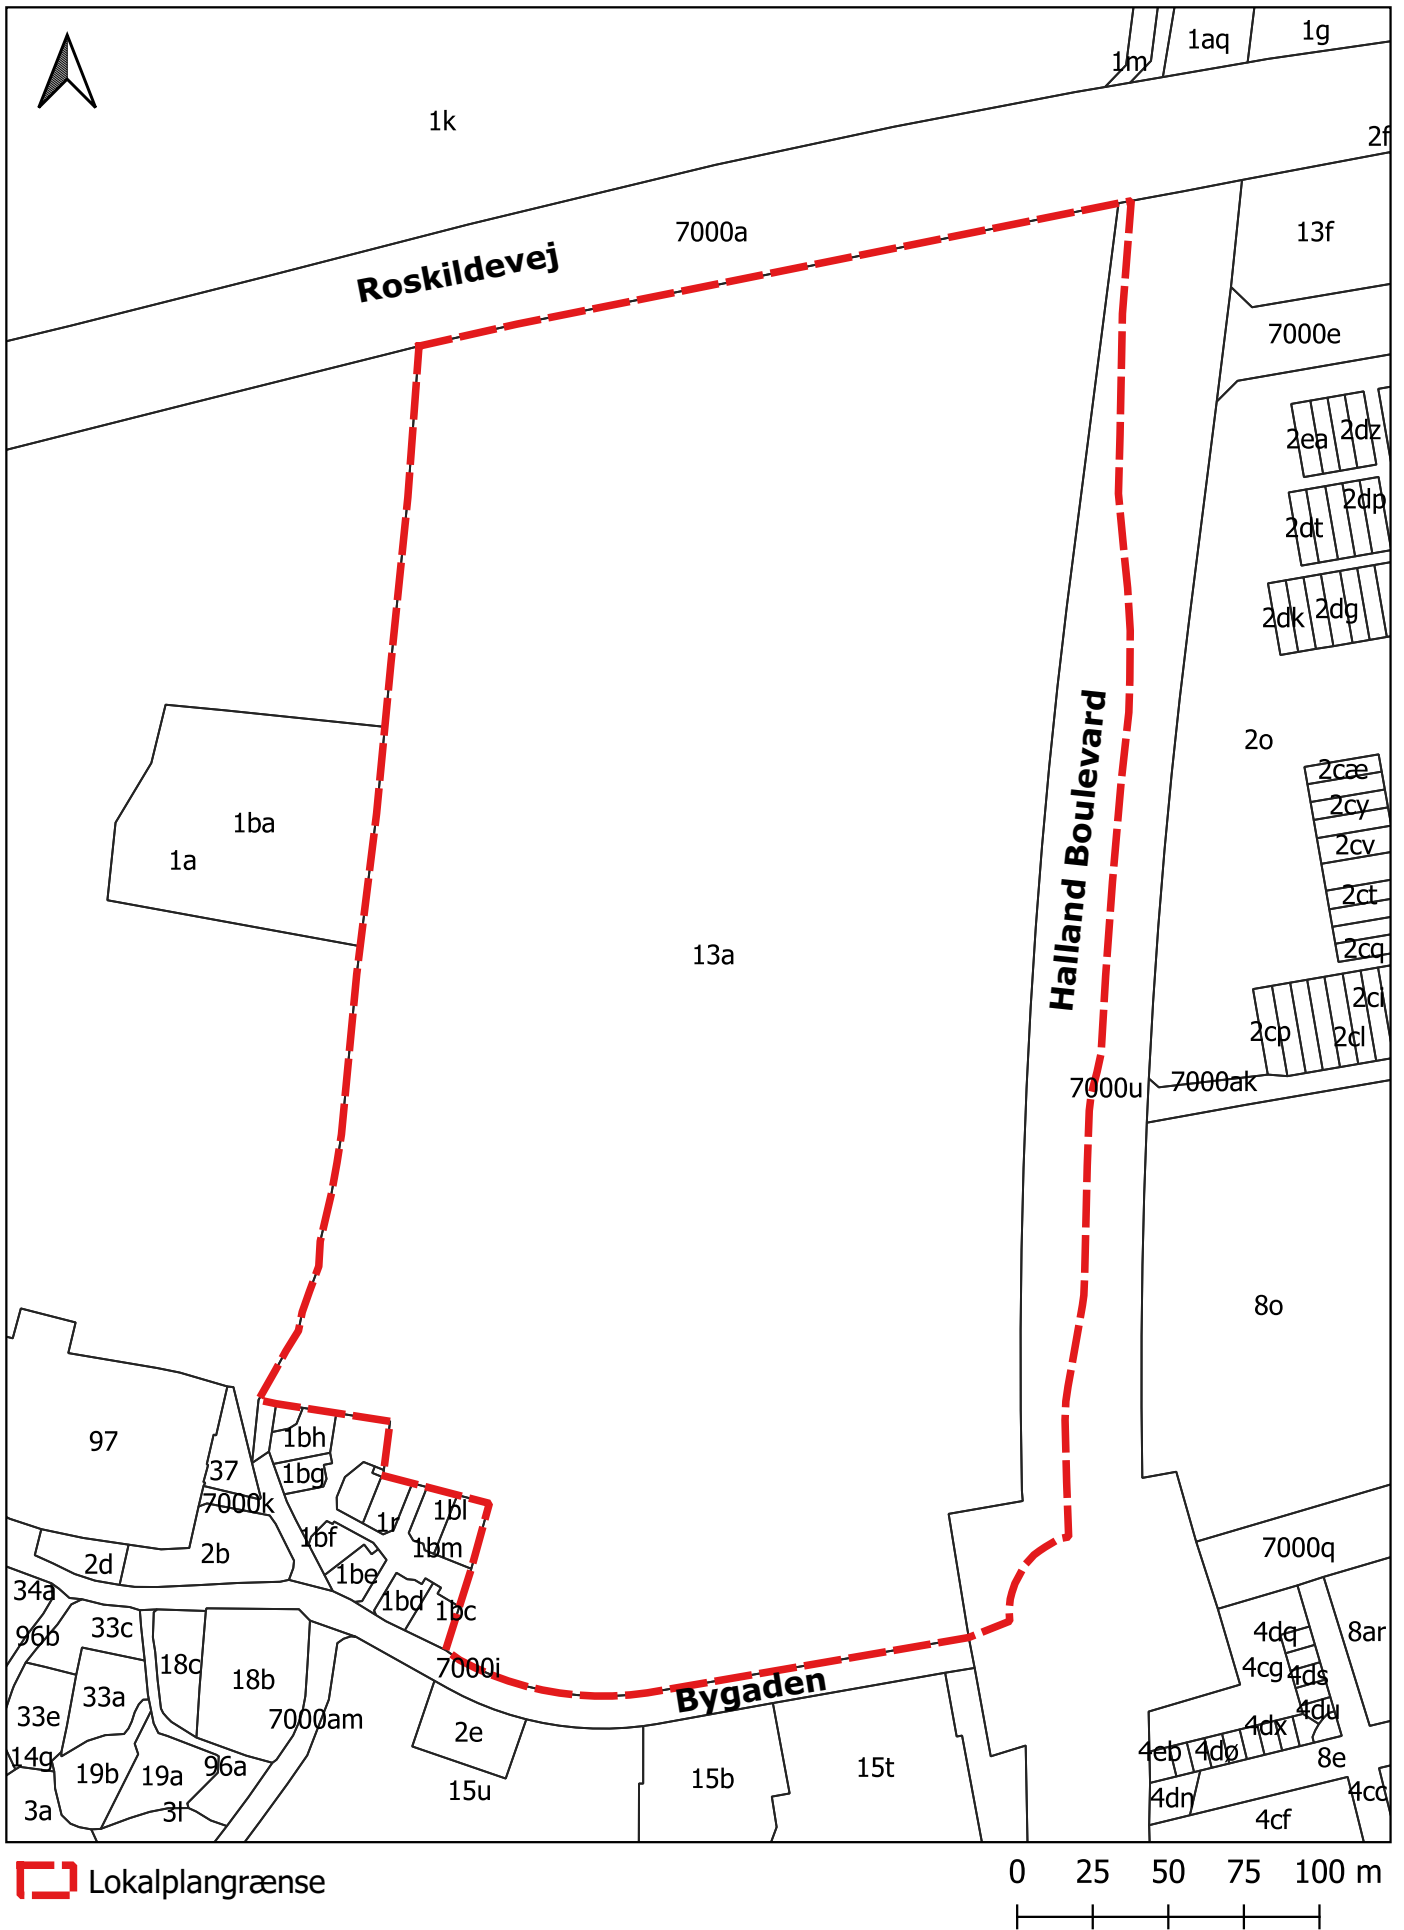 1aq
1g
1m
1k
2f
7000a
13f
Roskildevej
7000e
2ea
2dz
2dp
2dt
2dk
2dg
Halland Boulevard
2o
2cæ
2cy
1ba
2cv
1a
2ct
13a
2cq
2ci
2cp
2cl
7000ak
7000u
8o
1bh
97
37
1bg
7000k
1bl
1r
1bf
1bm
7000q
2b
2d
1be
34a
1bd
1bc
33c
96b
4dq
8ar
18c
18b
7000i
4cg
4ds
33a
Bygaden
33e
7000am
4du
4dx
2e
14g
96a
4eb
4dø
8e
19b
19a
15b
15t
15u
4dn
4cc
3a
3l
4cf
Lokalplangrænse
0 25 50 75 100 m